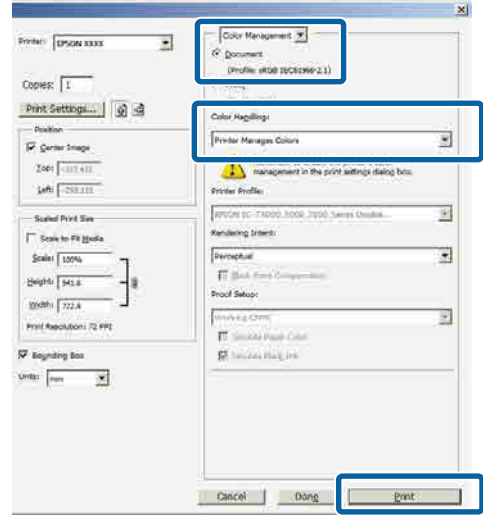 Printer: EPSON XXXX
Copies: 1
Print Settings...
Position
Center Image
Top:
Left:
Scaled Print Size
Scale to Fit Media
Scale: 100%
Height: 941.8
Width: 722.4
Print Resolution: 72 PPI
Bounding Box
Units: mm
Color Management
Document
(Profile: sRGB IEC61966-2.1)
Color Handling:
Printer Manages Colors
management in the print settings dialog box.
Printer Profile:
Rendering Intent:
Perceptual
Black Point Compensation
Proof Setup:
Working CMYK
Simulate Paper Color
Simulate Black Ink
Cancel
Done
Print